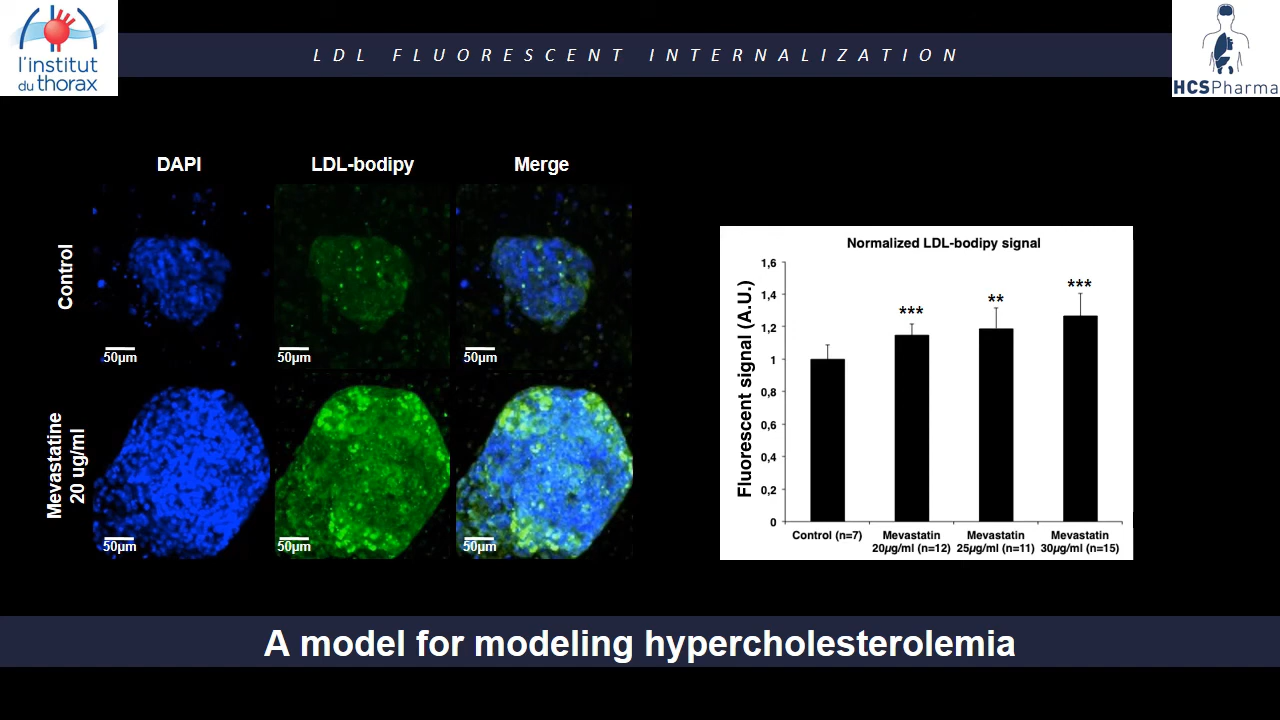 l'institut
du thorax
LDL FLUORESCENT INTERNALIZATION
HCSPharma
DAPI
LDL-bodipy
Merge
Control
50µm
50µm
50µm
Mevastatine
20 ug/ml
50µm
50µm
50µm
Normalized LDL-bodipy signal
Fluorescent signal (A.U.)
1,6
1,4
1,2
1
0,8
0,6
0,4
0,2
0
***
**
***
Control (n=7)
Mevastatin
20µg/ml (n=12)
Mevastatin
25µg/ml (n=11)
Mevastatin
30µg/ml (n=15)
A model for modeling hypercholesterolemia